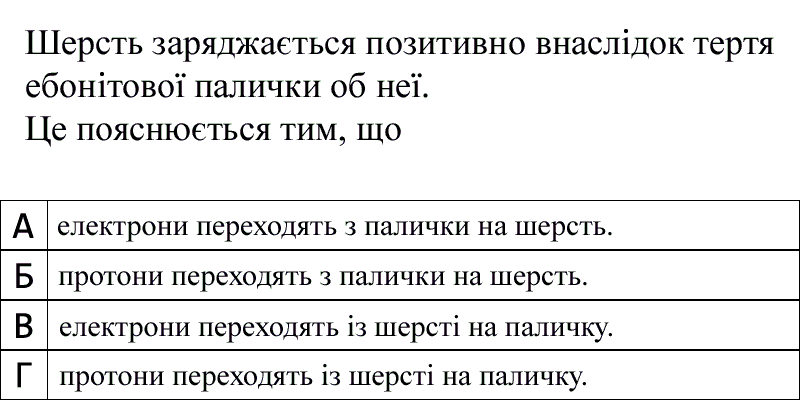 Шерсть заряджається позитивно внаслідок тертя
ебонітової палички об неї.
Це пояснюється тим, що
А електрони переходять з палички на шерсть.
Б протони переходять з палички на шерсть.
В електрони переходять із шерсті на паличку.
Г протони переходять із шерсті на паличку.